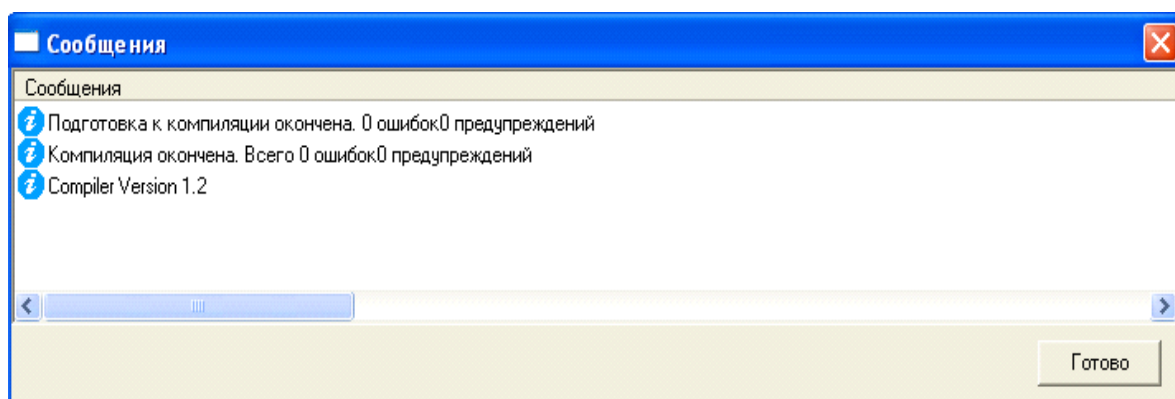 Сообщения
Сообщения
Подготовка к компиляции окончена. 0 ошибок0 предупреждений
Компиляция окончена. Всего 0 ошибок0 предупреждений
Compiler Version 1.2
Готово